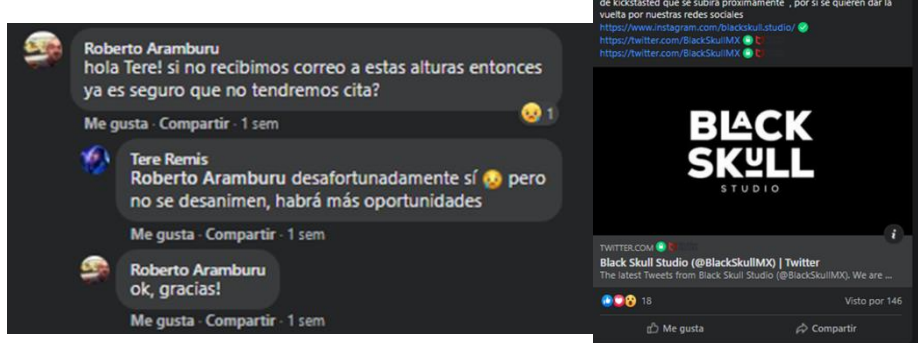 Roberto Aramburu
hola Tere! si no recibimos correo a estas alturas entonces
ya es seguro que no tendremos cita?
Me gusta · Compartir · 1 sem
1
Tere Remis
Roberto Aramburu desafortunadamente sí pero
no se desanimen, habrá más oportunidades
Me gusta · Compartir · 1 sem
Roberto Aramburu
ok, gracias!
Me gusta · Compartir · 1 sem
de kickstasted que se subira proximamente , por si se quieren dar la
vuelta por nuestras redes sociales
https://www.instagram.com/blackskull.studio/
https://twitter.com/BlackSkullMX
https://twitter.com/BlackSkullMX
BLACK
SKULL
STUDIO
TWITTER.COM
Black Skull Studio (@BlackSkullMX) | Twitter
The latest Tweets from Black Skull Studio (@BlackSkullMX). We are ...
18
Visto por 146
Me gusta
Compartir